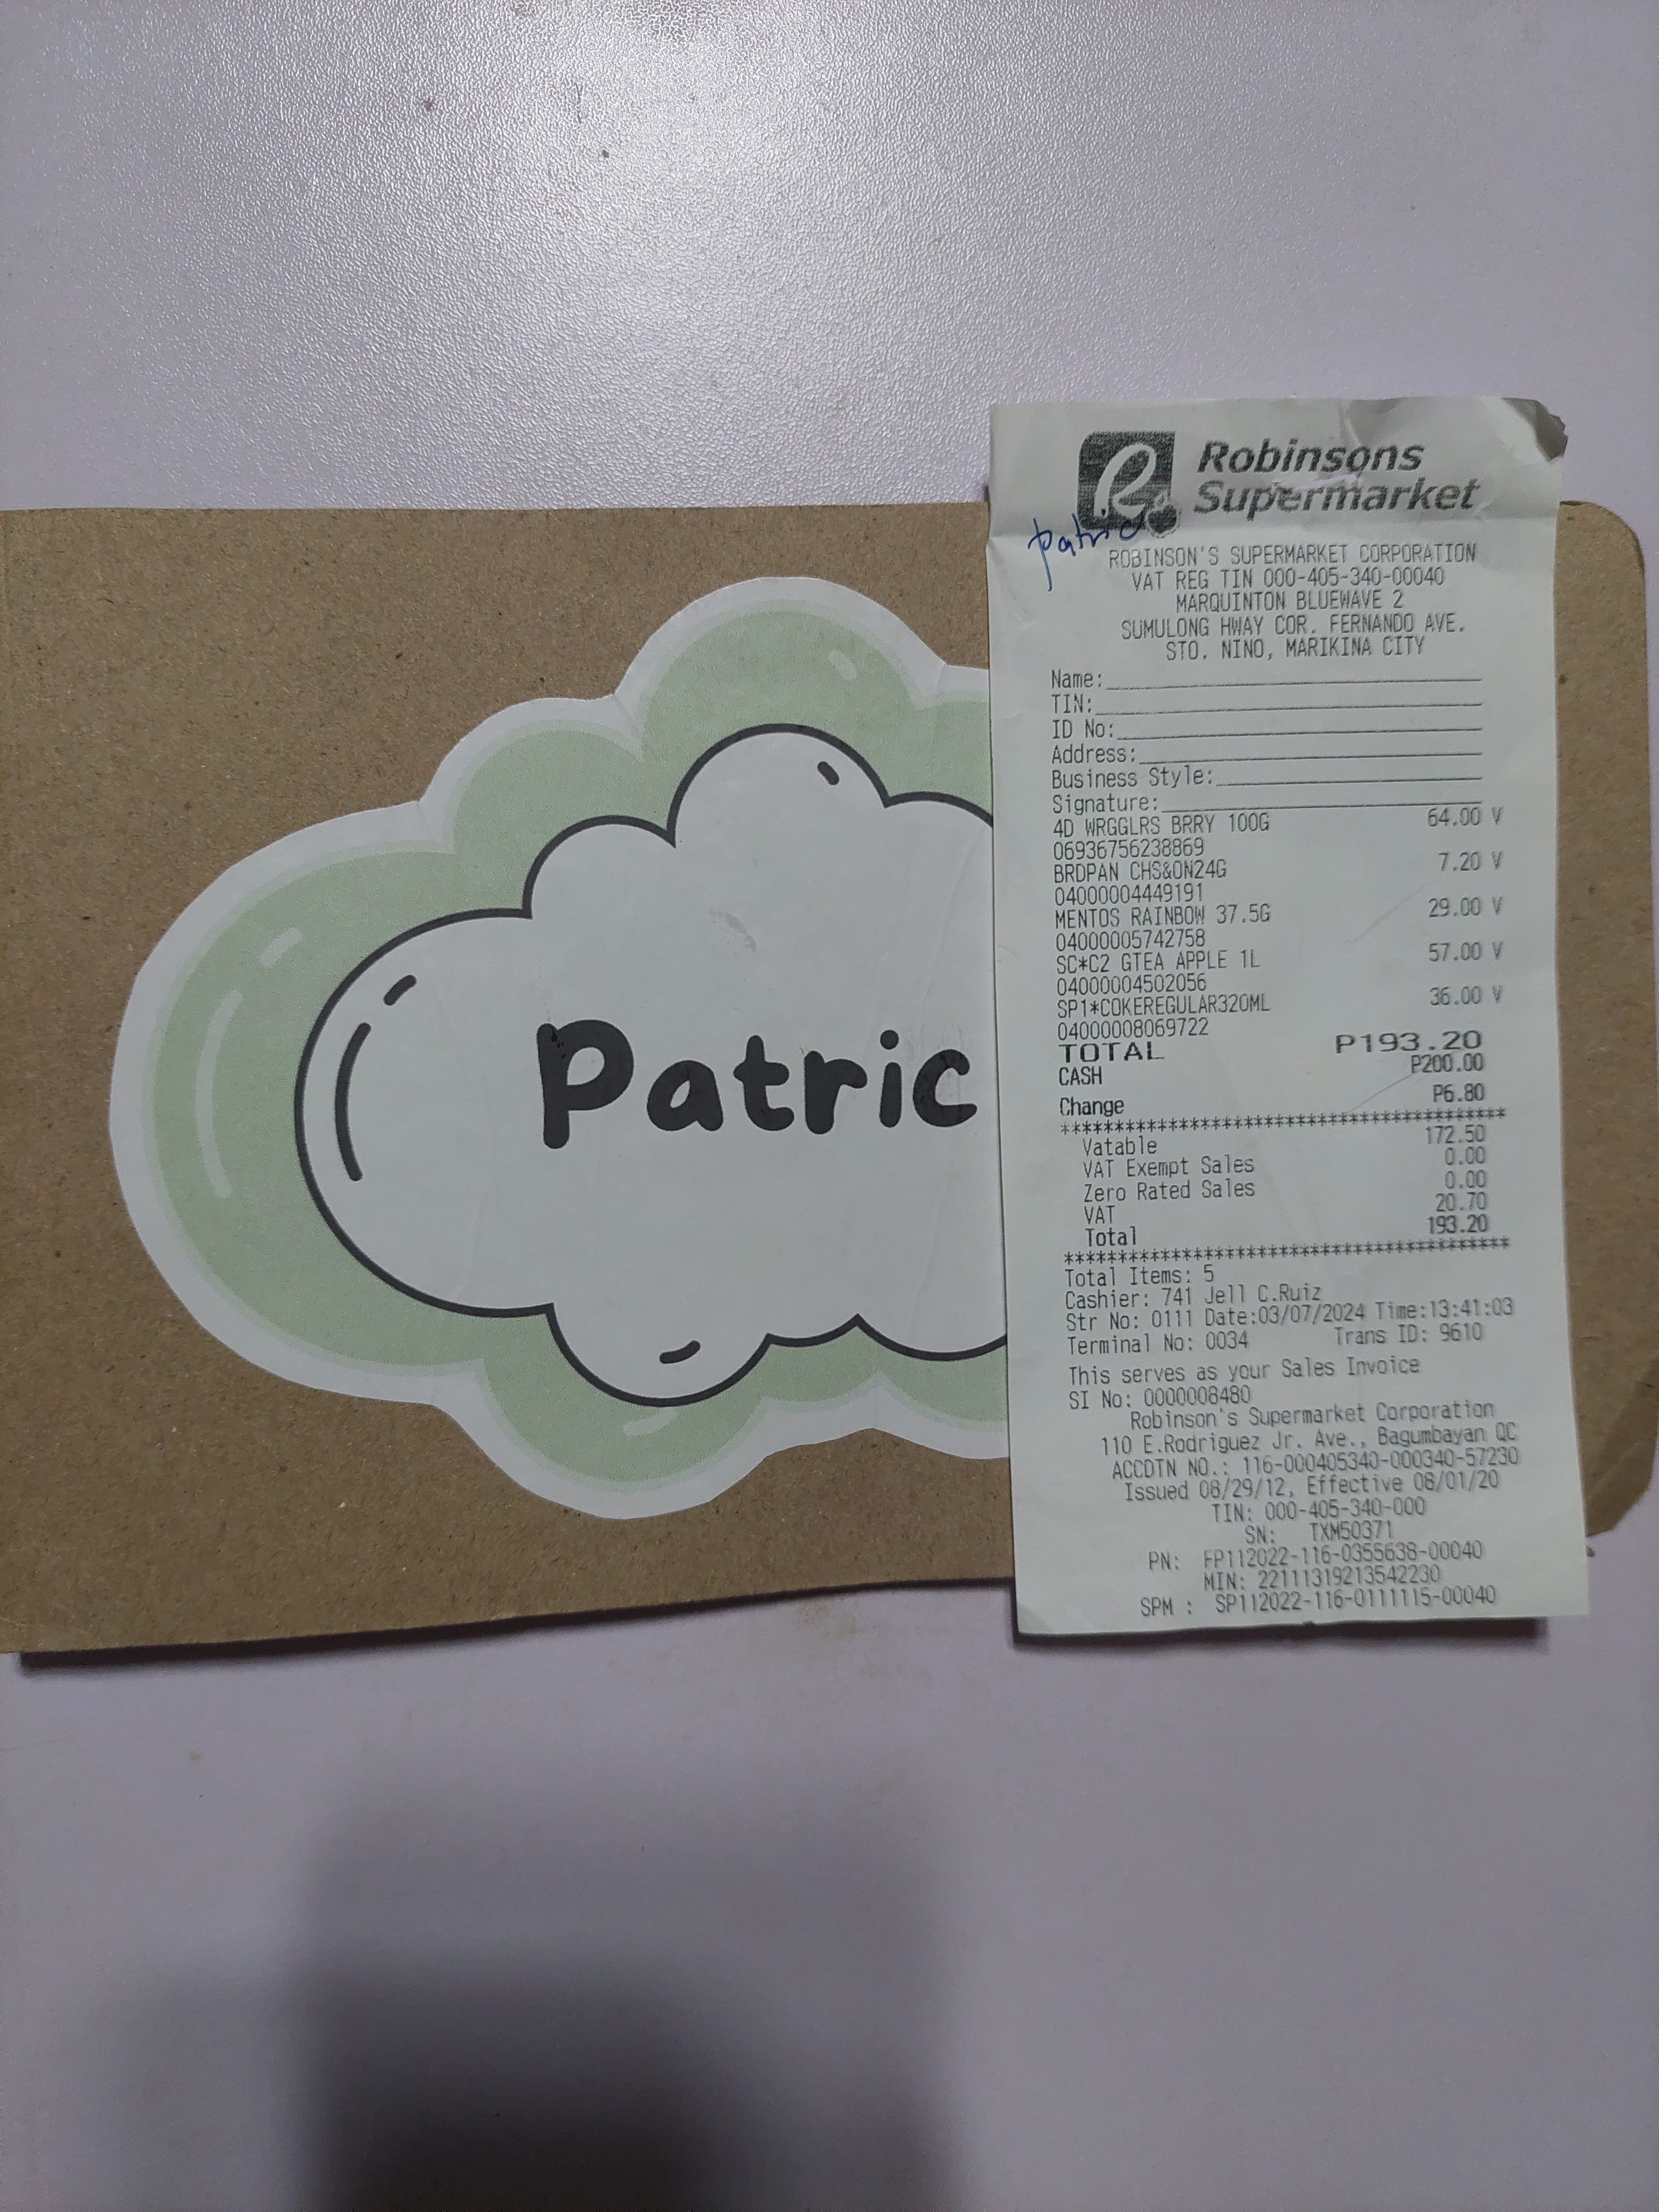 Patric
Robinsons
Supermarket
patric
ROBINSON'S SUPERMARKET CORPORATION
VAT REG TIN 000-405-340-00040
MARQUINTON BLUEWAVE 2
SUMULONG HWAY COR. FERNANDO AVE.
STO. NINO, MARIKINA CITY
Name:
TIN:
ID No:
Address:
Business Style:
Signature:
4D WRGGLRS BRRY 100G 64.00 V
06936756238869
BRDPAN CHS&ON24G 7.20 V
04000004449191
MENTOS RAINBOW 37.5G 29.00 V
04000005742758
SC*C2 GTEA APPLE 1L 57.00 V
04000004502056
SP1*COKEREGULAR320ML 36.00 V
04000008069722
TOTAL P193.20
CASH P200.00
Change P6.80
******************************************
Vatable 172.50
VAT Exempt Sales 0.00
Zero Rated Sales 0.00
VAT 20.70
Total 193.20
******************************************
Total Items: 5
Cashier: 741 Jell C.Ruiz
Str No: 0111 Date:03/07/2024 Time:13:41:03
Terminal No: 0034 Trans ID: 9610
This serves as your Sales Invoice
SI No: 0000008480
Robinson's Supermarket Corporation
110 E.Rodriguez Jr. Ave., Bagumbayan QC
ACCDTN NO.: 116-000405340-000340-57230
Issued 08/29/12, Effective 08/01/20
TIN: 000-405-340-000
SN: TXM50371
PN: FP112022-116-0355638-00040
MIN: 22111319213542230
SPM : SP112022-116-0111115-00040